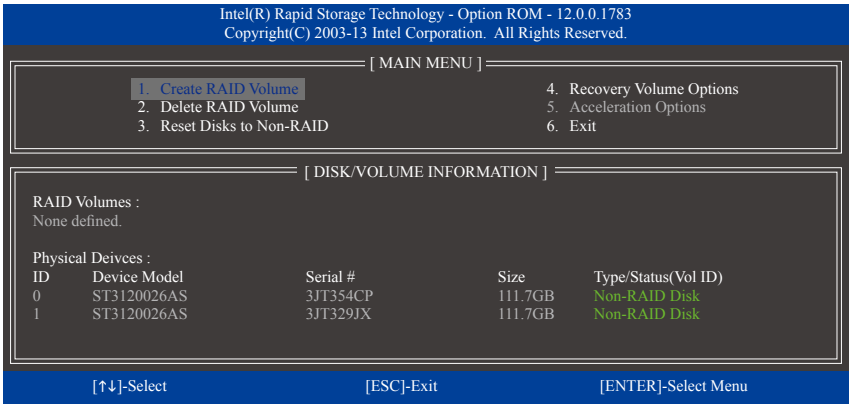 Intel(R) Rapid Storage Technology - Option ROM - 12.0.0.1783
Copyright(C) 2003-13 Intel Corporation. All Rights Reserved.
[ MAIN MENU ]
1. Create RAID Volume
2. Delete RAID Volume
3. Reset Disks to Non-RAID
4. Recovery Volume Options
5. Acceleration Options
6. Exit
[ DISK/VOLUME INFORMATION ]
RAID Volumes :
None defined.
Physical Deivces :
ID Device Model Serial # Size Type/Status(Vol ID)
0 ST3120026AS 3JT354CP 111.7GB Non-RAID Disk
1 ST3120026AS 3JT329JX 111.7GB Non-RAID Disk
[↑↓]-Select [ESC]-Exit [ENTER]-Select Menu